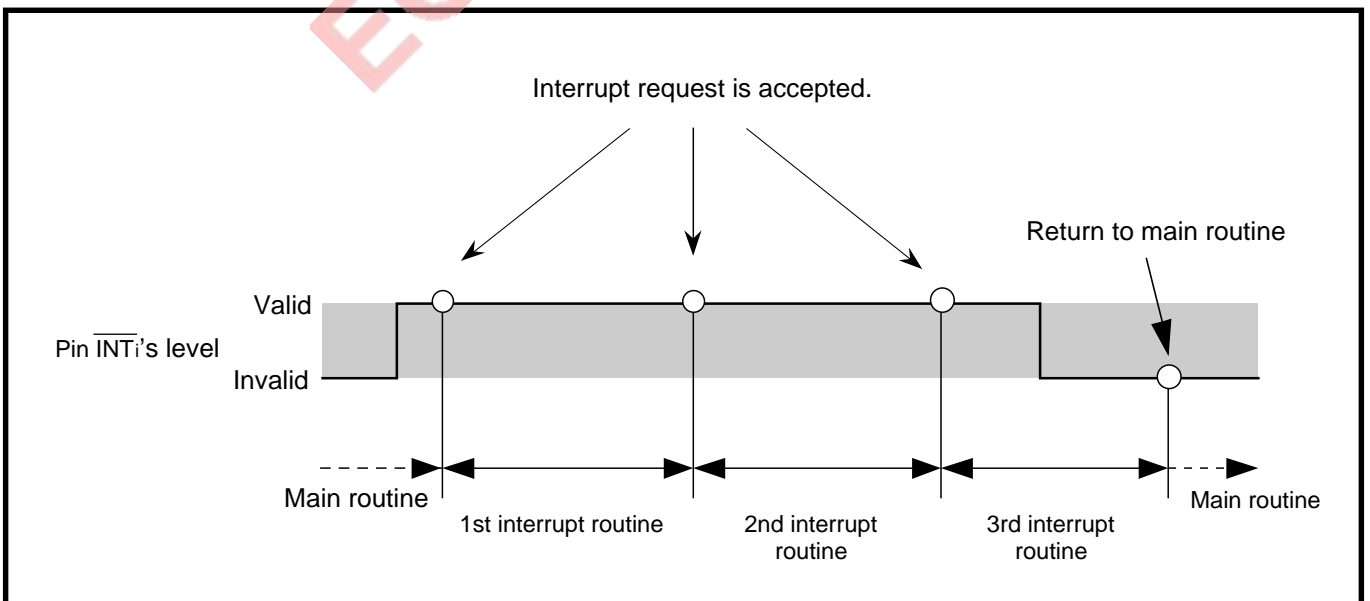 Interrupt request is accepted.
Return to main routine
Valid
Pin INTi's level
Invalid
Main routine
1st interrupt routine
2nd interrupt
routine
3rd interrupt
routine
Main routine